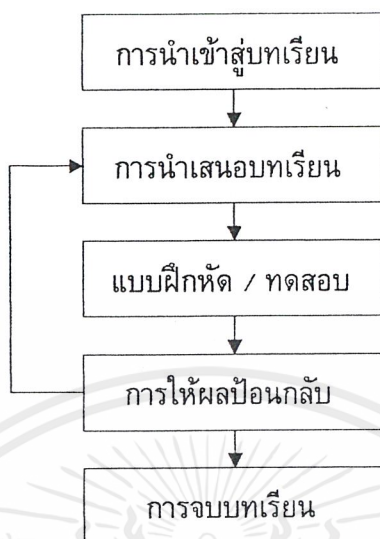 การนำเข้าสู่บทเรียน
การนำเสนอบทเรียน
แบบฝึกหัด / ทดสอบ
การให้ผลป้อนกลับ
การจบบทเรียน